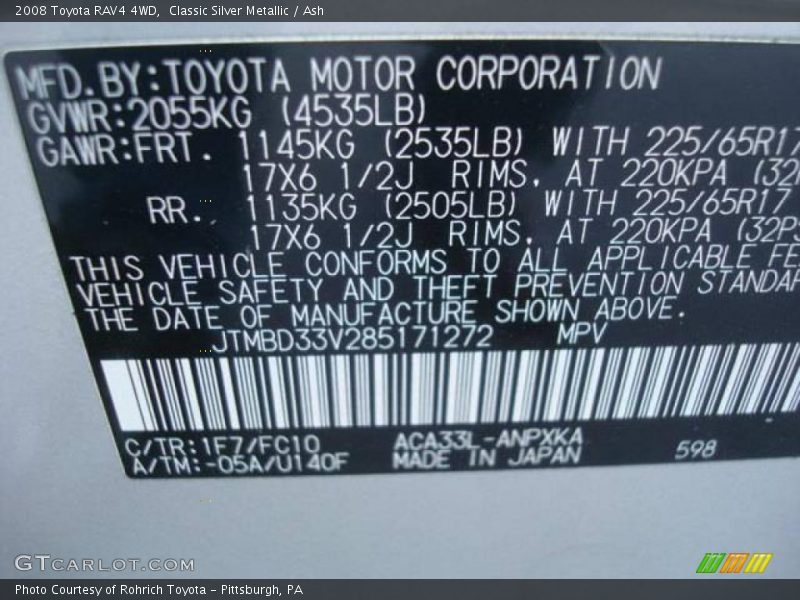 2008 Toyota RAV4 4WD,  Classic Silver Metallic / Ash
MFD.BY:TOYOTA MOTOR CORPORATION
GVWR:2055KG (4535LB)
GAWR:FRT. 1145KG (2535LB) WITH 225/65R17
17X6 1/2J RIMS, AT 220KPA (32
RR. 1135KG (2505LB) WITH 225/65R17
17X6 1/2J RIMS, AT 220KPA (32PS
THIS VEHICLE CONFORMS TO ALL APPLICABLE FE
VEHICLE SAFETY AND THEFT PREVENTION STANDAR
THE DATE OF MANUFACTURE SHOWN ABOVE.
JTMBD33V285171272 MPV
C/TR:1F7/FC10 ACA33L-ANPXKA 598
A/TM:-05A/U140F MADE IN JAPAN
GTCARLOT.COM
Photo Courtesy of Rohrich Toyota - Pittsburgh, PA